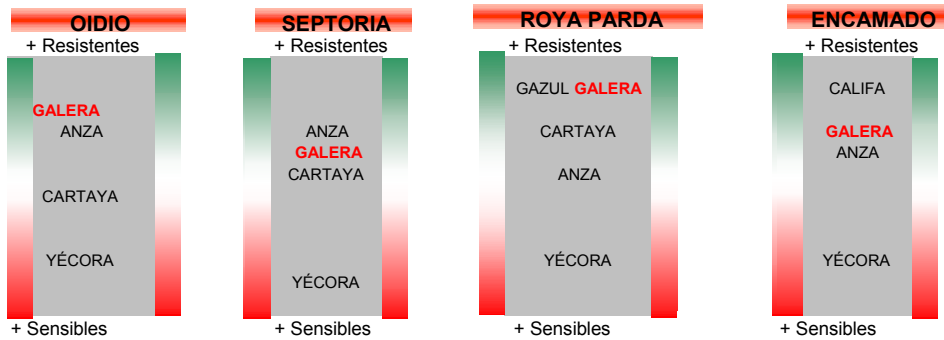 OIDIO
+ Resistentes
GALERA
ANZA
CARTAYA
YÉCORA
+ Sensibles
SEPTORIA
+ Resistentes
ANZA
GALERA
CARTAYA
YÉCORA
+ Sensibles
ROYA PARDA
+ Resistentes
GAZUL GALERA
CARTAYA
ANZA
YÉCORA
+ Sensibles
ENCAMADO
+ Resistentes
CALIFA
GALERA
ANZA
YÉCORA
+ Sensibles